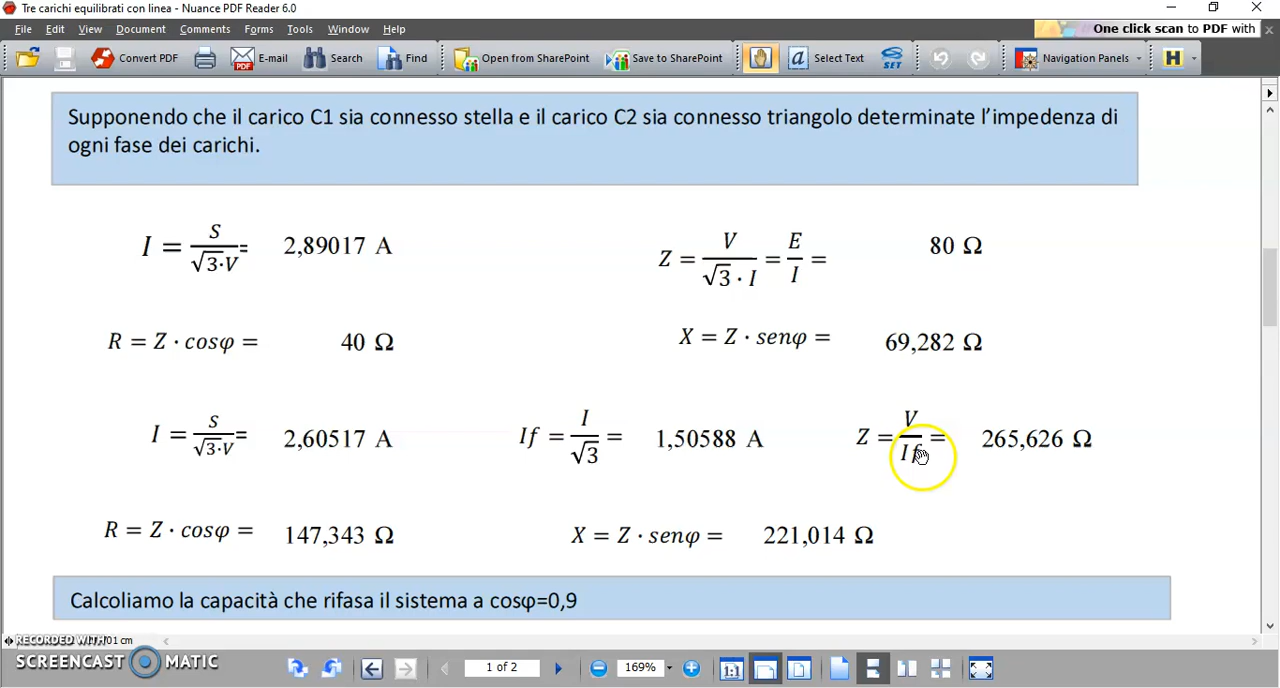 Tre carichi equilibrati con linea - Nuance PDF Reader 6.0
File Edit View Document Comments Forms Tools Window Help
One click scan to PDF with
Convert PDF E-mail Search Find Open from SharePoint Save to SharePoint a Select Text SET Navigation Panels H
Supponendo che il carico C1 sia connesso stella e il carico C2 sia connesso triangolo determinate l'impedenza di
ogni fase dei carichi.
I = S/√3·V = 2,89017 A Z = V/√3·I = E/I = 80 Ω
R = Z · cosφ = 40 Ω X = Z · senφ = 69,282 Ω
I = S/√3·V = 2,60517 A If = I/√3 = 1,50588 A Z = V/If = 265,626 Ω
R = Z · cosφ = 147,343 Ω X = Z · senφ = 221,014 Ω
Calcoliamo la capacità che rifasa il sistema a cosφ=0,9
RECORDED WITH 01 cm
SCREENCAST MATIC
1 of 2 169% 1:1